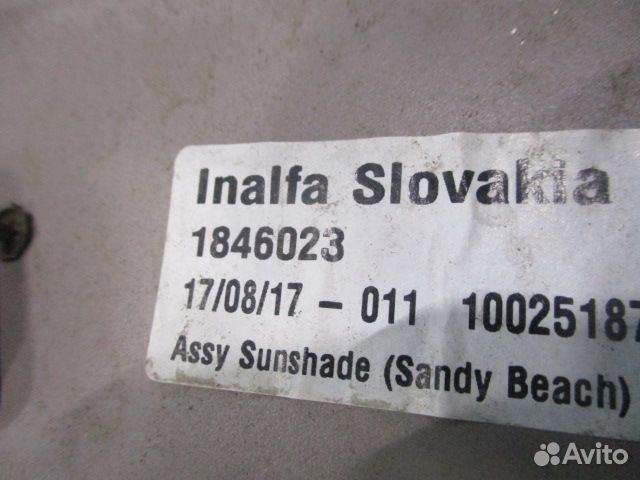 Inalfa Slovakia
1846023
17/08/17 - 011 10025187
Assy Sunshade (Sandy Beach)
Avito